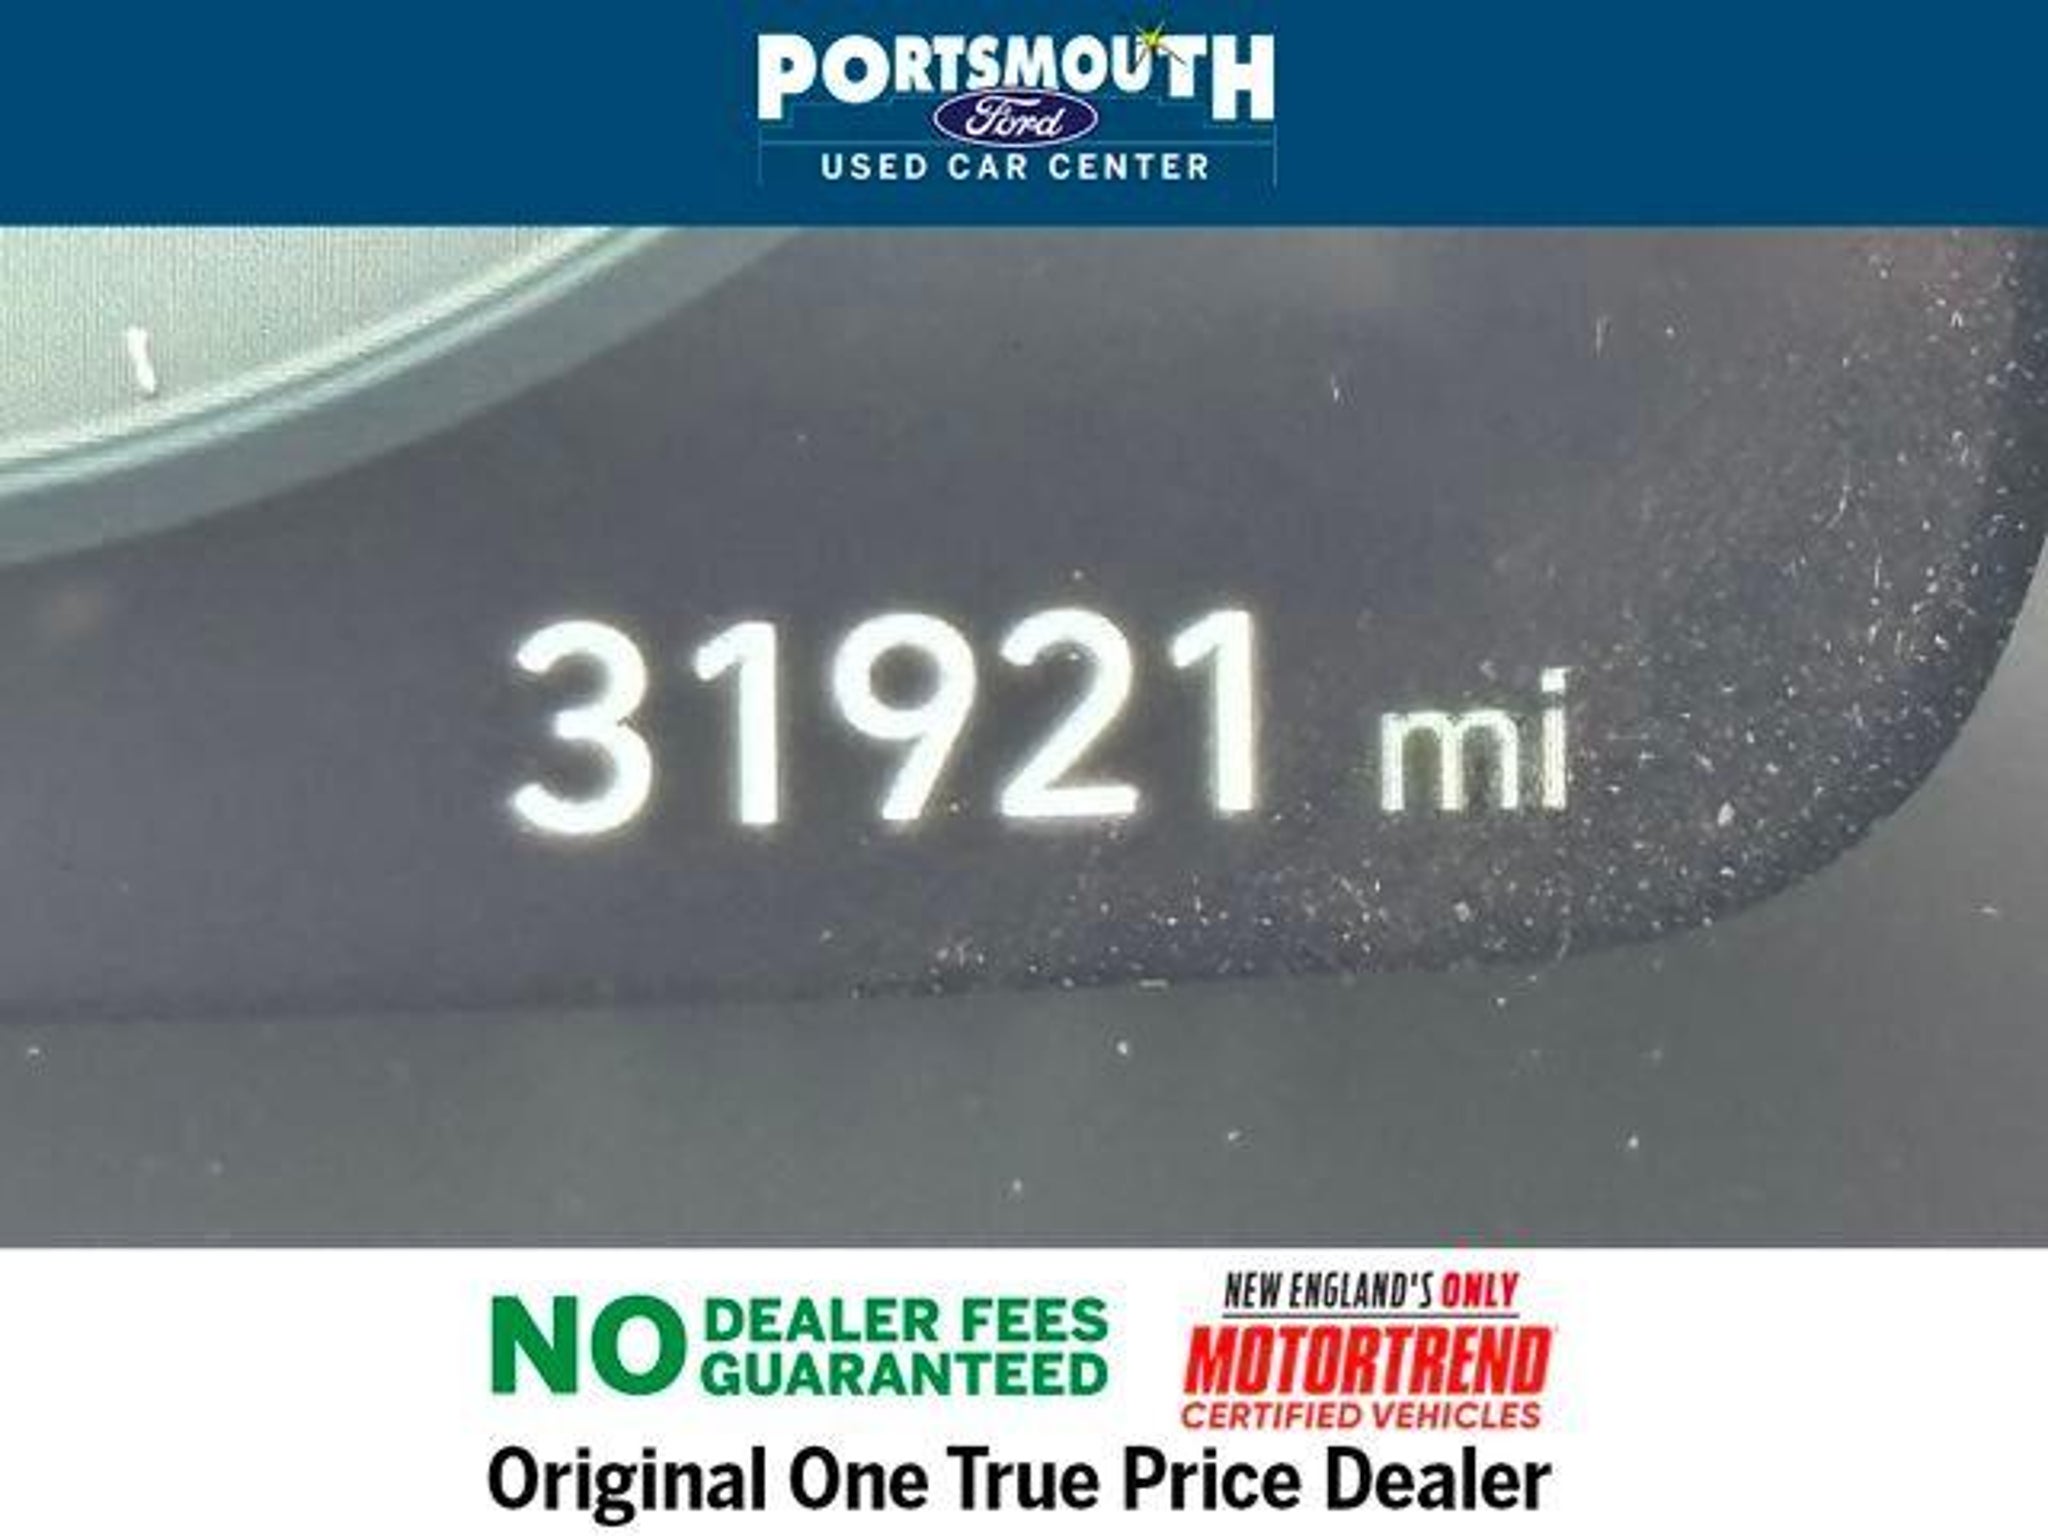 PORTSMOUTH
Ford
USED CAR CENTER
31921 mi
NO DEALER FEES
GUARANTEED
NEW ENGLAND'S ONLY
MOTORTREND
CERTIFIED VEHICLES
Original One True Price Dealer